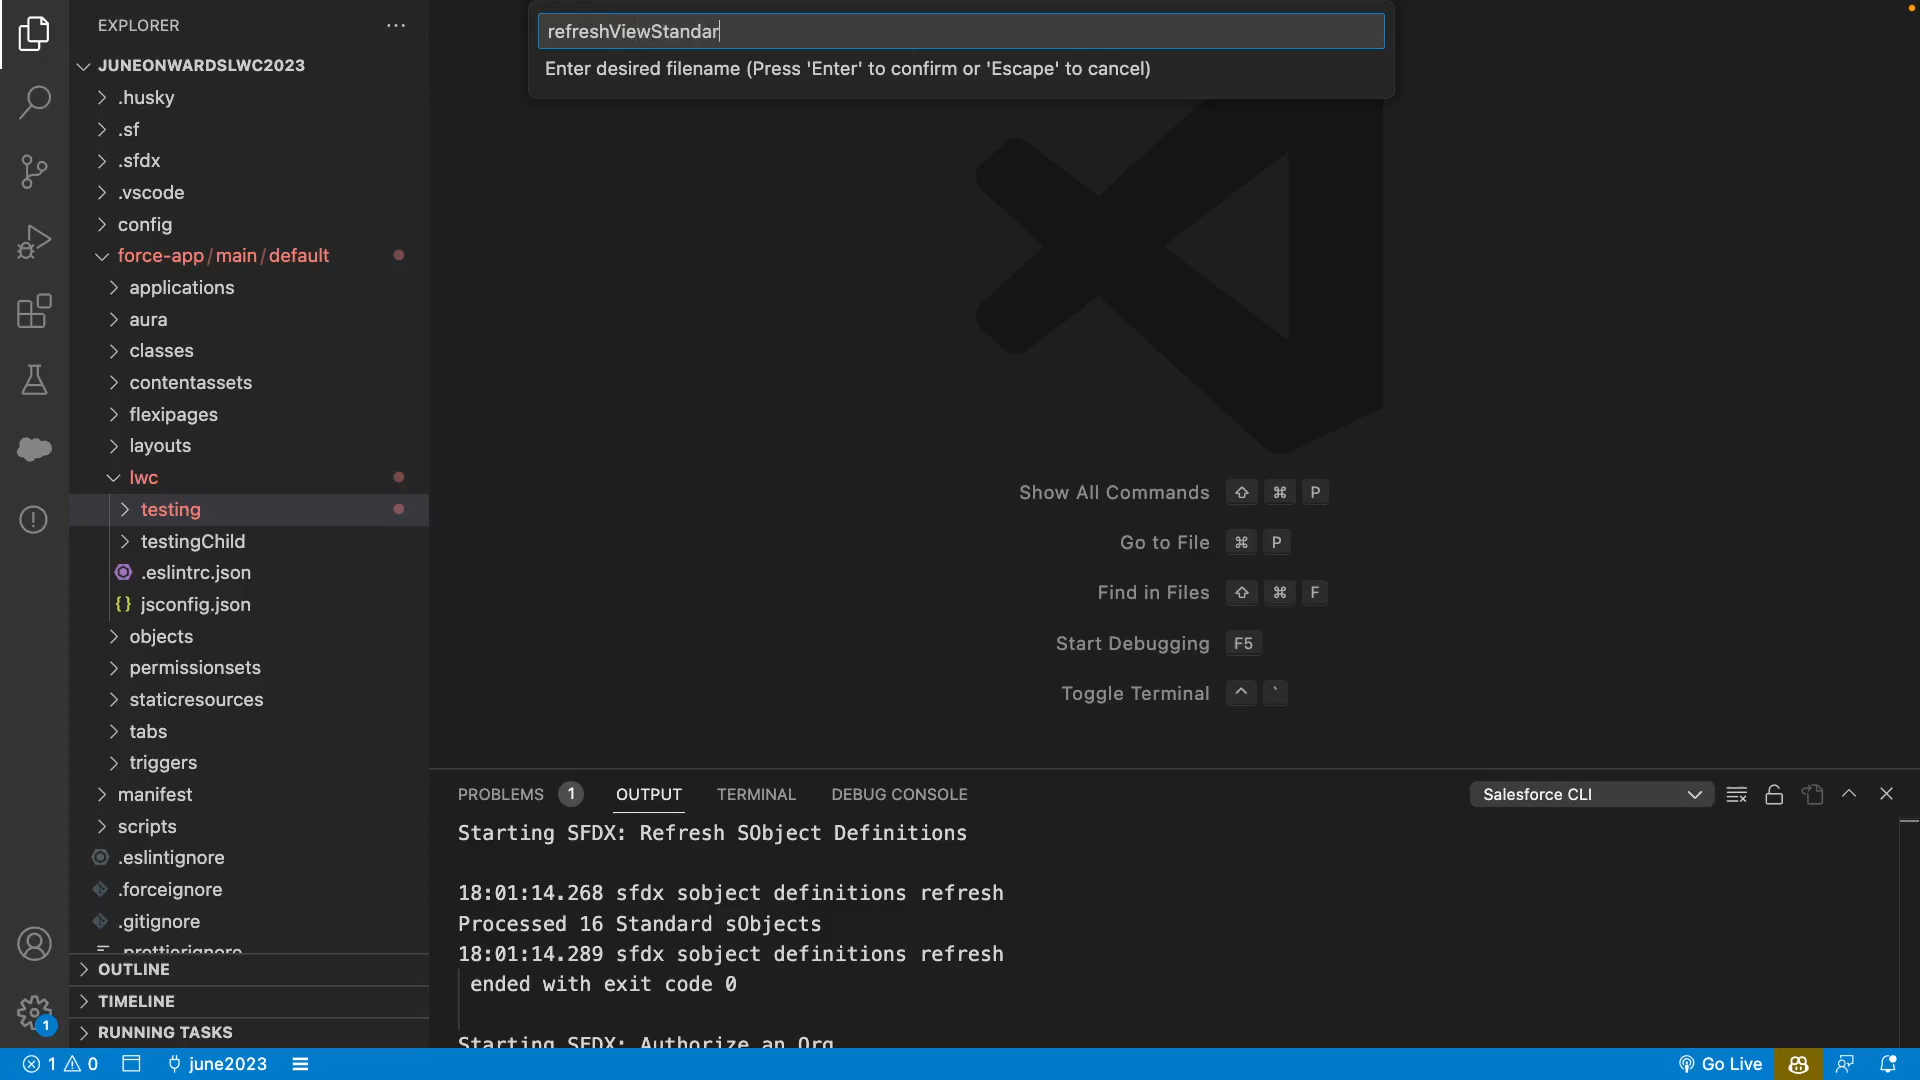 EXPLORER
refreshViewStandar
Enter desired filename (Press 'Enter' to confirm or 'Escape' to cancel)
JUNEONWARDSLWC2023
.husky
.sf
.sfdx
.vscode
config
force-app/main/default
applications
aura
classes
contentassets
flexipages
layouts
lwc
testing
testingChild
.eslintrc.json
jsconfig.json
objects
permissionsets
staticresources
tabs
triggers
manifest
scripts
.eslintignore
.forceignore
.gitignore
.prettierignore
OUTLINE
TIMELINE
RUNNING TASKS
Show All Commands ⇧ ⌘ P
Go to File ⌘ P
Find in Files ⇧ ⌘ F
Start Debugging F5
Toggle Terminal ^ `
PROBLEMS 1 OUTPUT TERMINAL DEBUG CONSOLE Salesforce CLI
Starting SFDX: Refresh SObject Definitions
18:01:14.268 sfdx sobject definitions refresh
Processed 16 Standard sObjects
18:01:14.289 sfdx sobject definitions refresh
ended with exit code 0
Starting SFDX: Authorize an Org
1
1 0 june2023 Go Live